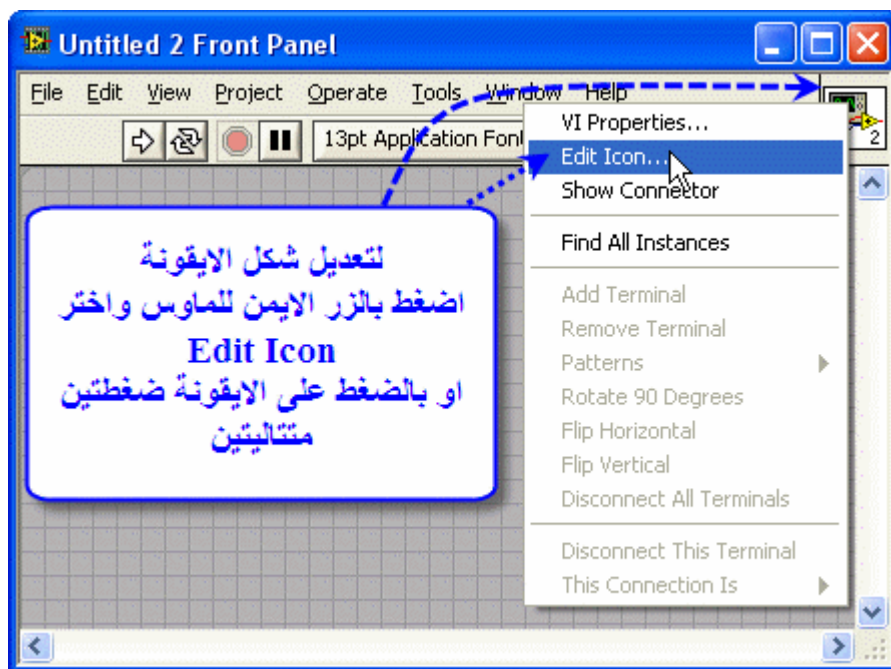 Untitled 2 Front Panel
File Edit View Project Operate Tools Window Help
13pt Application Font
2
VI Properties...
Edit Icon...
Show Connector
Find All Instances
Add Terminal
Remove Terminal
Patterns
Rotate 90 Degrees
Flip Horizontal
Flip Vertical
Disconnect All Terminals
Disconnect This Terminal
This Connection Is
لتعديل شكل الايقونة
اضغط بالزر الايمن للماوس واختر
Edit Icon
او بالضغط على الايقونة ضغطتين
متتاليتين